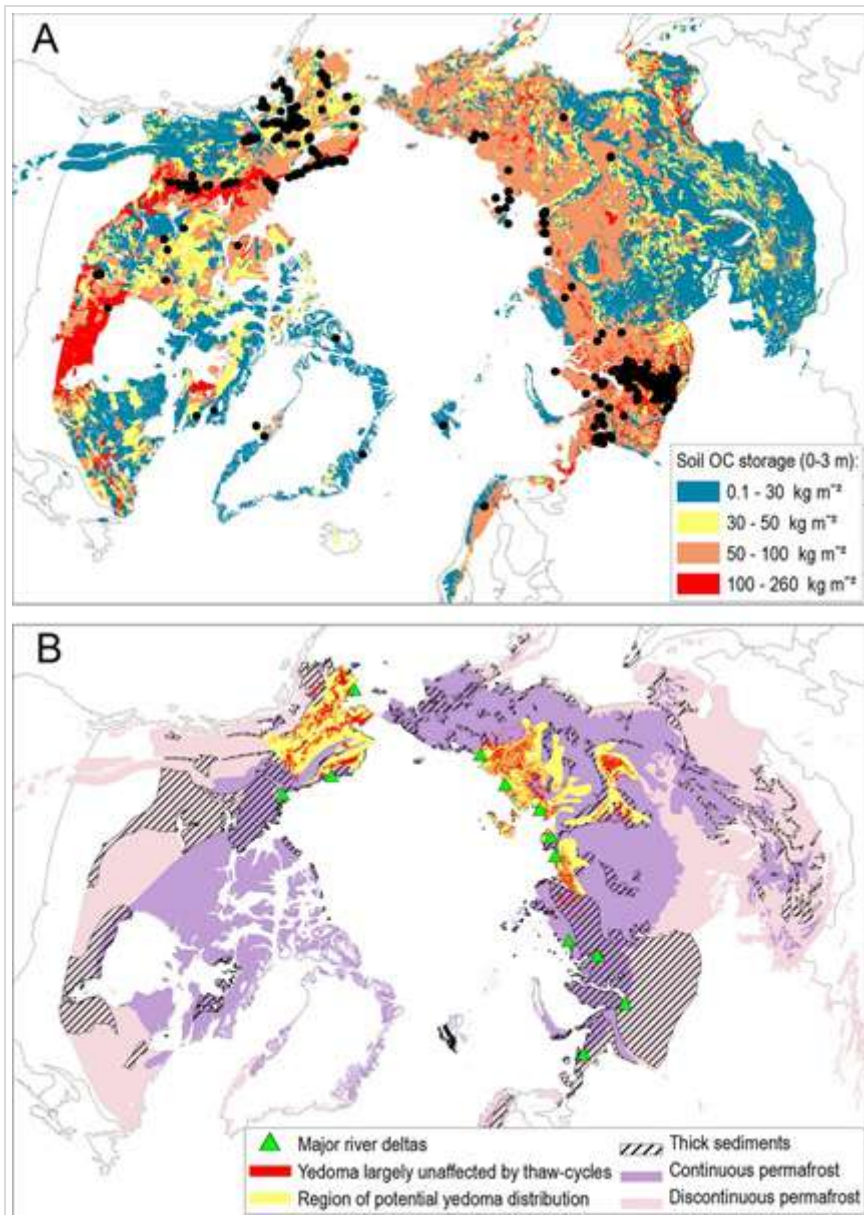 A
Soil OC storage (0-3 m):
0.1 - 30 kg m⁻²
30 - 50 kg m⁻²
50 - 100 kg m⁻²
100 - 260 kg m⁻²
B
Major river deltas
Yedoma largely unaffected by thaw-cycles
Region of potential yedoma distribution
Thick sediments
Continuous permafrost
Discontinuous permafrost